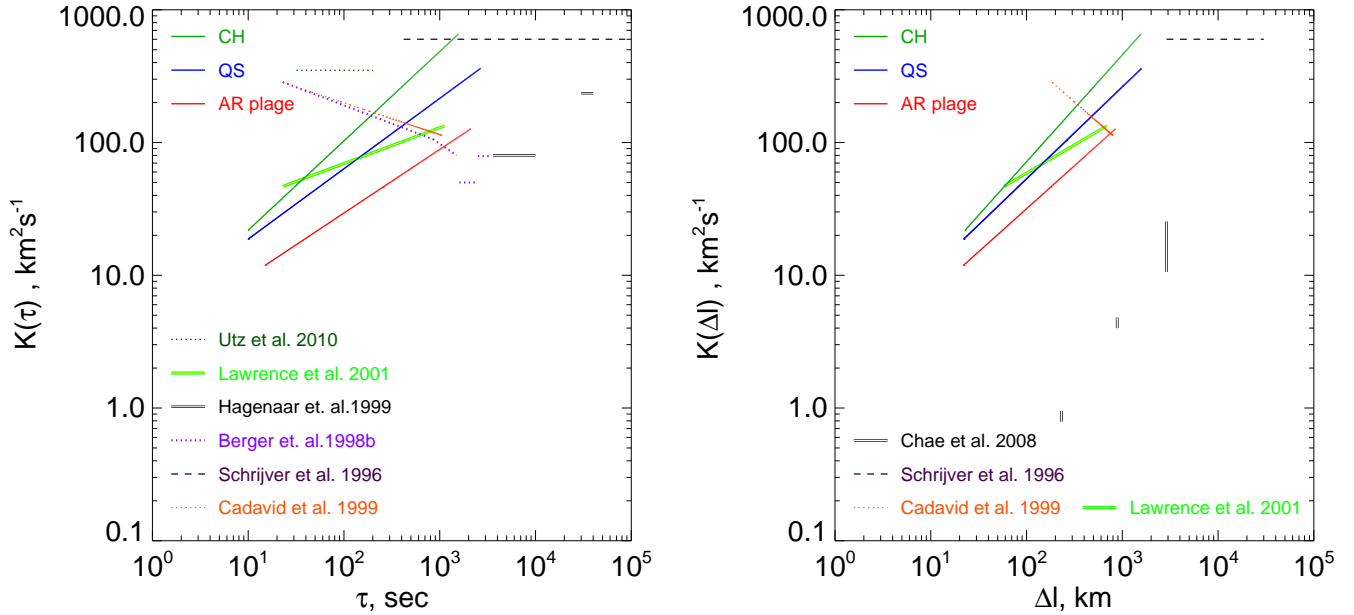 1000.0
100.0
10.0
1.0
0.1
K(τ) , km²s⁻¹
CH
QS
AR plage
Utz et al. 2010
Lawrence et al. 2001
Hagenaar et. al.1999
Berger et. al.1998b
Schrijver et al. 1996
Cadavid et al. 1999
10⁰ 10¹ 10² 10³ 10⁴ 10⁵
τ, sec
1000.0
100.0
10.0
1.0
0.1
K(Δl) , km²s⁻¹
CH
QS
AR plage
Chae et al. 2008
Schrijver et al. 1996
Cadavid et al. 1999 Lawrence et al. 2001
10⁰ 10¹ 10² 10³ 10⁴ 10⁵
Δl, km